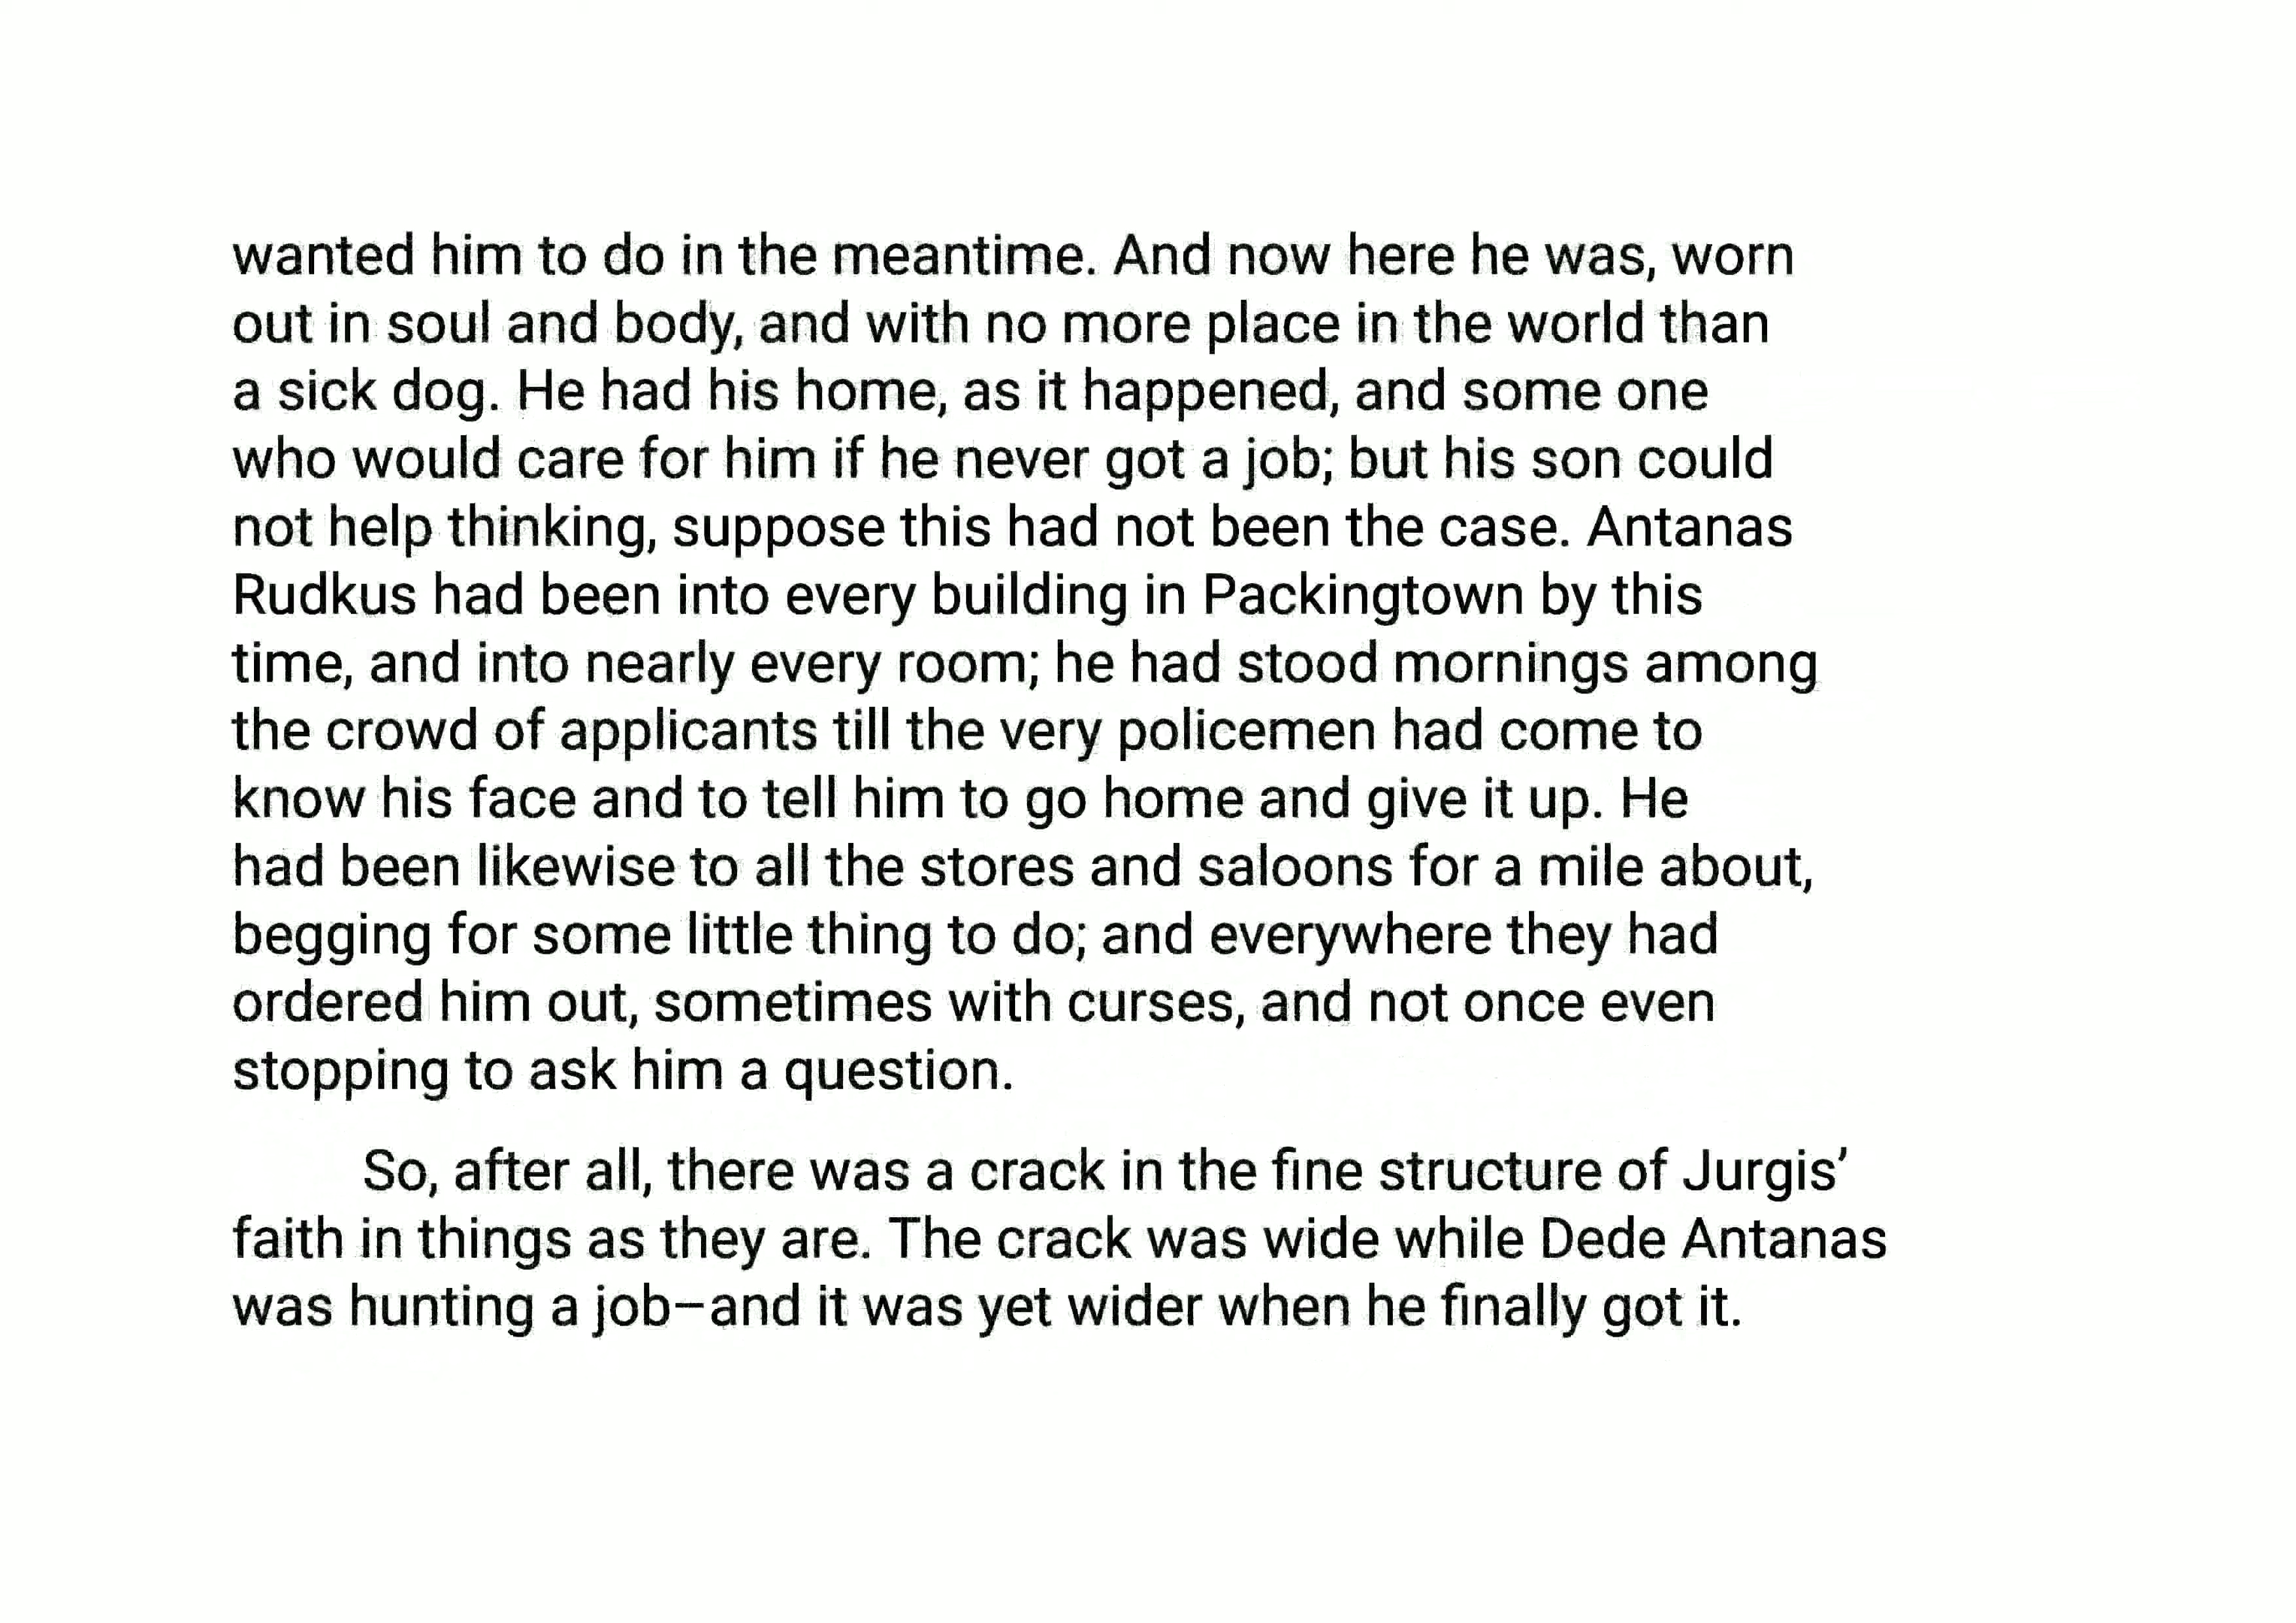 wanted him to do in the meantime. And now here he was, worn
out in soul and body, and with no more place in the world than
a sick dog. He had his home, as it happened, and some one
who would care for him if he never got a job; but his son could
not help thinking, suppose this had not been the case. Antanas
Rudkus had been into every building in Packingtown by this
time, and into nearly every room; he had stood mornings among
the crowd of applicants till the very policemen had come to
know his face and to tell him to go home and give it up. He
had been likewise to all the stores and saloons for a mile about,
begging for some little thing to do; and everywhere they had
ordered him out, sometimes with curses, and not once even
stopping to ask him a question.
So, after all, there was a crack in the fine structure of Jurgis’
faith in things as they are. The crack was wide while Dede Antanas
was hunting a job–and it was yet wider when he finally got it.